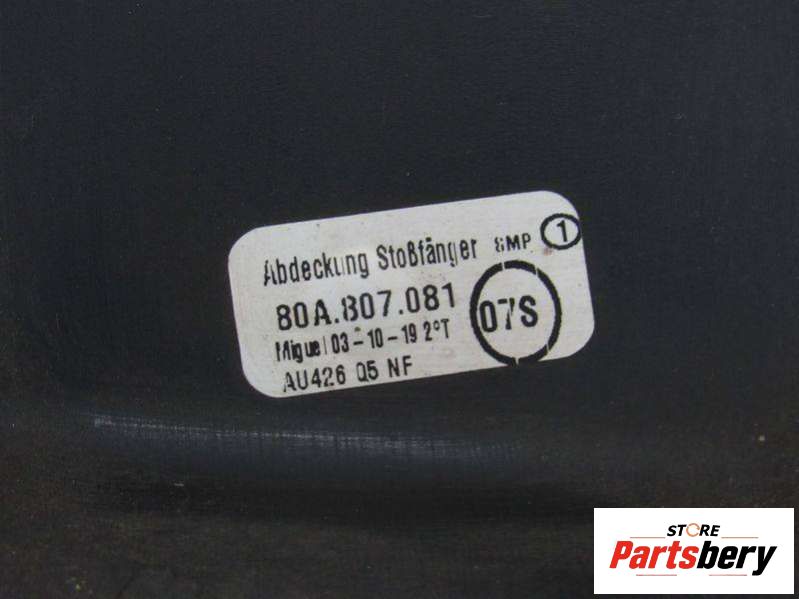 Abdeckung Stoßfänger SMP 1
80A.807.081 07S
Miguel 03-10-19 2°T
AU426 Q5 NF
STORE
Partsbery